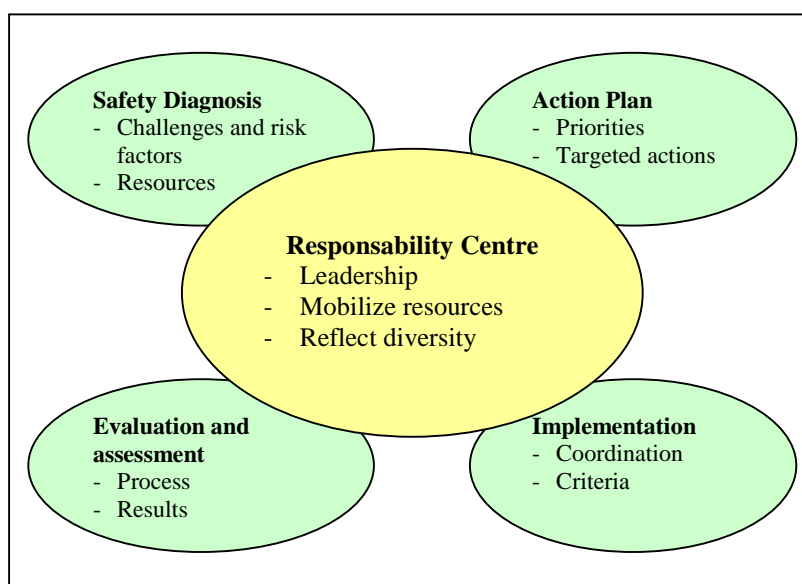 Safety Diagnosis
- Challenges and risk
factors
- Resources
Action Plan
- Priorities
- Targeted actions
Responsability Centre
- Leadership
- Mobilize resources
- Reflect diversity
Evaluation and
assessment
- Process
- Results
Implementation
- Coordination
- Criteria